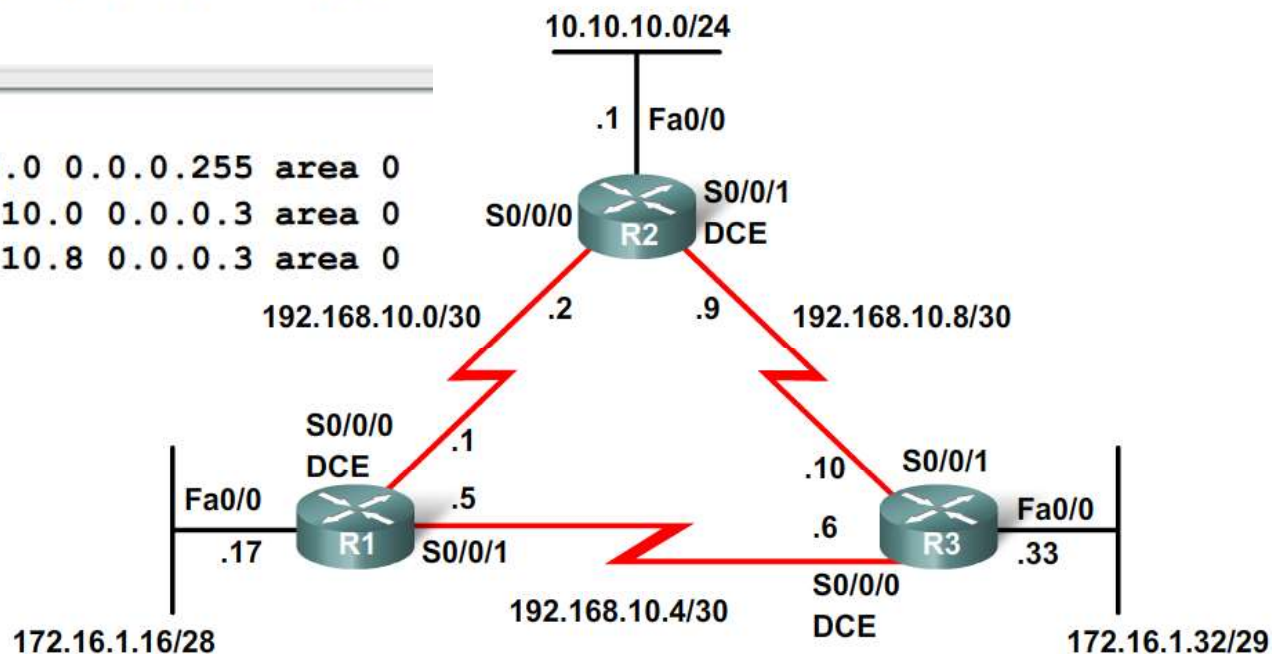 10.10.10.0/24
.1 Fa0/0
.0 0.0.0.255 area 0
10.0 0.0.0.3 area 0
10.8 0.0.0.3 area 0
S0/0/0
R2
S0/0/1
DCE
192.168.10.0/30
.2
.9
192.168.10.8/30
S0/0/0
DCE
.1
.10
S0/0/1
Fa0/0
.17
R1
.5
S0/0/1
.6
R3
Fa0/0
.33
S0/0/0
DCE
192.168.10.4/30
172.16.1.16/28
172.16.1.32/29